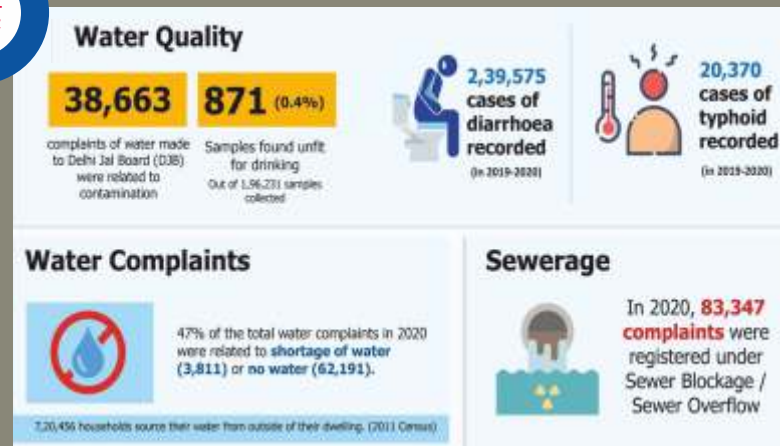 Water Quality
38,663
complaints of water made
to Delhi Jal Board (DJB)
were related to
contamination
871 (0.4%)
Samples found unfit
for drinking
Out of 1,96,231 samples
collected
2,39,575
cases of
diarrhoea
recorded
(in 2019-2020)
20,370
cases of
typhoid
recorded
(in 2019-2020)
Water Complaints
47% of the total water complaints in 2020
were related to shortage of water
(3,811) or no water (62,191).
7,20,456 households source their water from outside of their dwelling. (2011 Census)
Sewerage
In 2020, 83,347
complaints were
registered under
Sewer Blockage /
Sewer Overflow